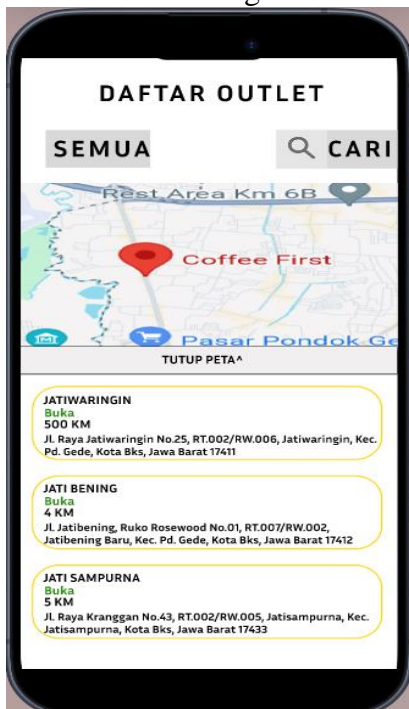 DAFTAR OUTLET
SEMUA
CARI
Rest Area Km 6B
Coffee First
Pasar Pondok Ge
TUTUP PETA^
JATIWARINGIN
Buka
500 KM
Jl. Raya Jatiwaringin No.25, RT.002/RW.006, Jatiwaringin, Kec.
Pd. Gede, Kota Bks, Jawa Barat 17411
JATI BENING
Buka
4 KM
Jl. Jatibening, Ruko Rosewood No.01, RT.007/RW.002,
Jatibening Baru, Kec. Pd. Gede, Kota Bks, Jawa Barat 17412
JATI SAMPURNA
Buka
5 KM
Jl. Raya Kranggan No.43, RT.002/RW.005, Jatisampurna, Kec.
Jatisampurna, Kota Bks, Jawa Barat 17433